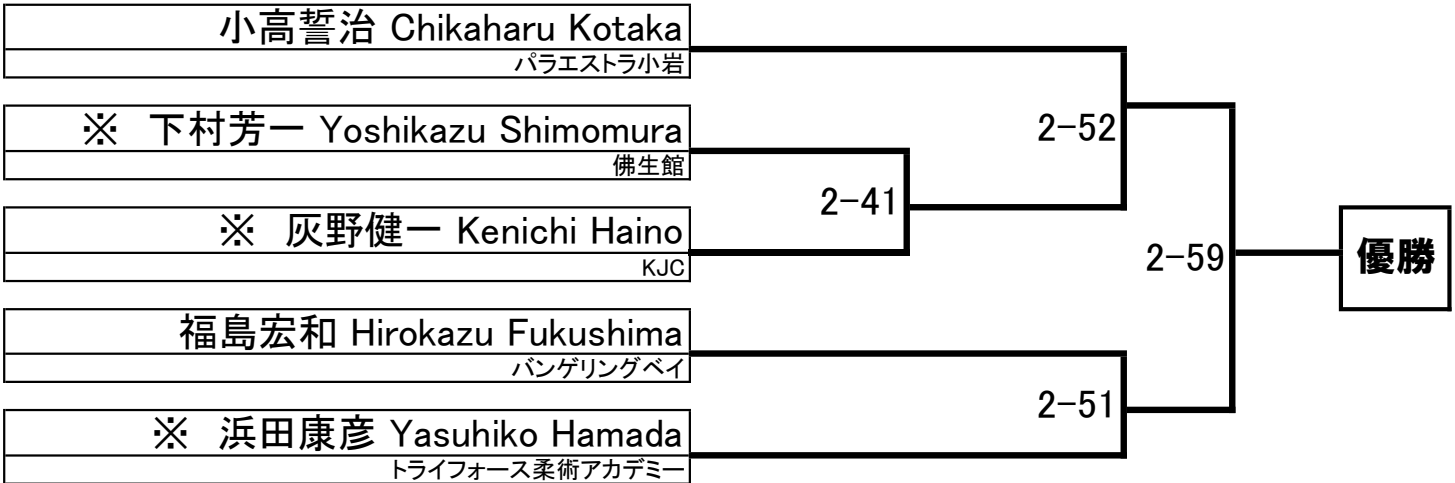 小高誓治 Chikaharu Kotaka
パラエストラ小岩
※ 下村芳一 Yoshikazu Shimomura
佛生館
※ 灰野健一 Kenichi Haino
KJC
福島宏和 Hirokazu Fukushima
バンゲリングベイ
※ 浜田康彦 Yasuhiko Hamada
トライフォース柔術アカデミー
2-52
2-41
2-59
優勝
2-51